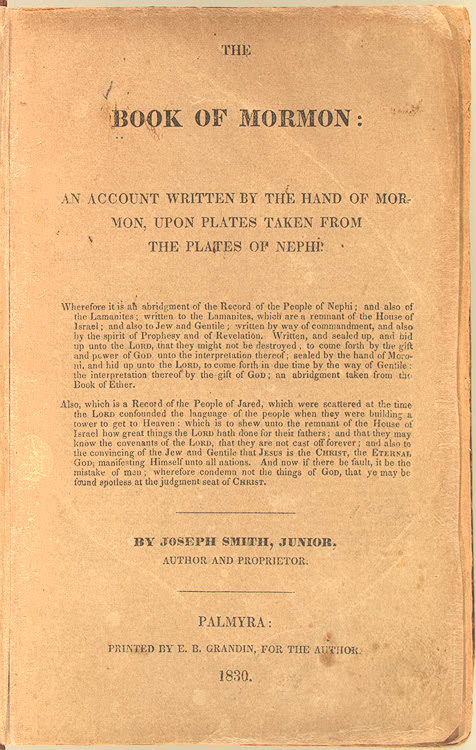 THE
BOOK OF MORMON:
AN ACCOUNT WRITTEN BY THE HAND OF MOR-
MON, UPON PLATES TAKEN FROM
THE PLATES OF NEPHI.
Wherefore it is an abridgment of the Record of the People of Nephi; and also of
the Lamanites; written to the Lamanites, which are a remnant of the House of
Israel; and also to Jew and Gentile; written by way of commandment, and also
by the spirit of Prophesy and of Revelation. Written, and sealed up, and hid
up unto the LORD, that they might not be destroyed; to come forth by the gift
and power of GOD unto the interpretation thereof; sealed by the hand of Moro-
ni, and hid up unto the LORD, to come forth in due time by the way of Gentile;
the interpretation thereof by the gift of GOD; an abridgment taken from the
Book of Ether.
Also, which is a Record of the People of Jared, which were scattered at the time
the LORD confounded the language of the people when they were building a
tower to get to Heaven: which is to shew unto the remnant of the House of
Israel how great things the LORD hath done for their fathers; and that they may
know the covenants of the LORD, that they are not cast off forever; and also to
the convincing of the Jew and Gentile that JESUS is the CHRIST, the ETERNAL
GOD, manifesting Himself unto all nations. And now if there be fault, it be the
mistake of men; wherefore condemn not the things of GOD, that ye may be
found spotless at the judgment seat of CHRIST.
BY JOSEPH SMITH, JUNIOR,
AUTHOR AND PROPRIETOR.
PALMYRA:
PRINTED BY E. B. GRANDIN, FOR THE AUTHOR.
1830.